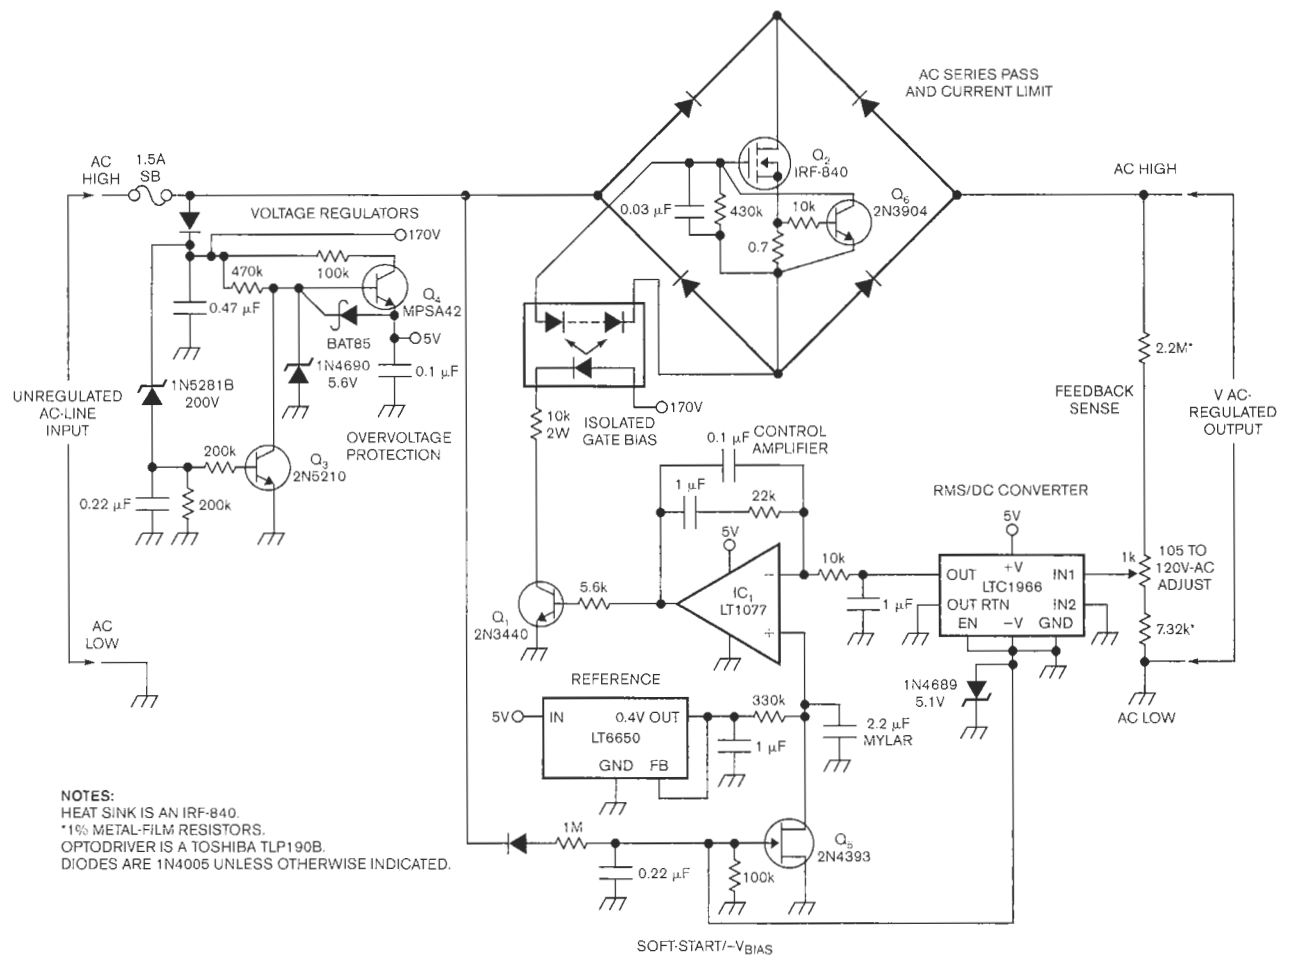 AC SERIES PASS
AND CURRENT LIMIT
AC
HIGH
1.5A
SB
VOLTAGE REGULATORS
170V
470k
100k
Q4
MPSA42
0.47 µF
BAT85
5V
1N4690
5.6V
0.1 µF
1N5281B
200V
OVERVOLTAGE
PROTECTION
UNREGULATED
AC-LINE
INPUT
200k
Q3
2N5210
0.22 µF
200k
AC
LOW
Q2
IRF-840
0.03 µF
430k
10k
Q6
2N3904
0.7
AC HIGH
2.2M*
FEEDBACK
SENSE
V AC-
REGULATED
OUTPUT
10k
2W
ISOLATED
GATE BIAS
170V
0.1 µF
CONTROL
AMPLIFIER
1 µF
22k
5V
5.6k
Q1
2N3440
IC1
LT1077
−
+
10k
1 µF
RMS/DC CONVERTER
5V
+V
OUT
LTC1966
IN1
OUT RTN
IN2
EN
−V
GND
1k
105 TO
120V-AC
ADJUST
7.32k*
AC LOW
1N4689
5.1V
REFERENCE
5V
IN
0.4V OUT
LT6650
GND
FB
330k
1 µF
2.2 µF
MYLAR
1M
0.22 µF
100k
Q5
2N4393
SOFT-START/−VBIAS
NOTES:
HEAT SINK IS AN IRF-840.
*1% METAL-FILM RESISTORS.
OPTODRIVER IS A TOSHIBA TLP190B.
DIODES ARE 1N4005 UNLESS OTHERWISE INDICATED.